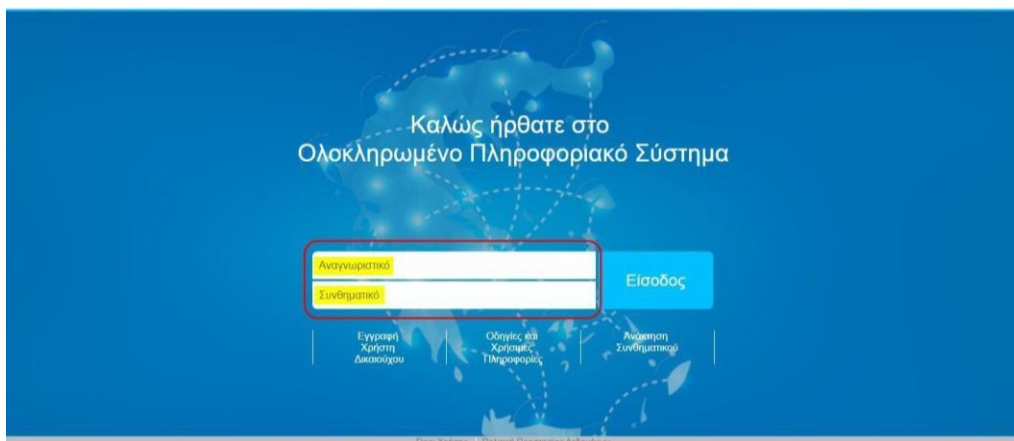 Καλώς ήρθατε στο
Ολοκληρωμένο Πληροφοριακό Σύστημα
Αναγνωριστικό
Συνθηματικό
Είσοδος
Εγγραφή
Χρήστη
Δικαιούχου
Οδηγίες και
Χρήσιμες
Πληροφορίες
Ανάκτηση
Συνθηματικού